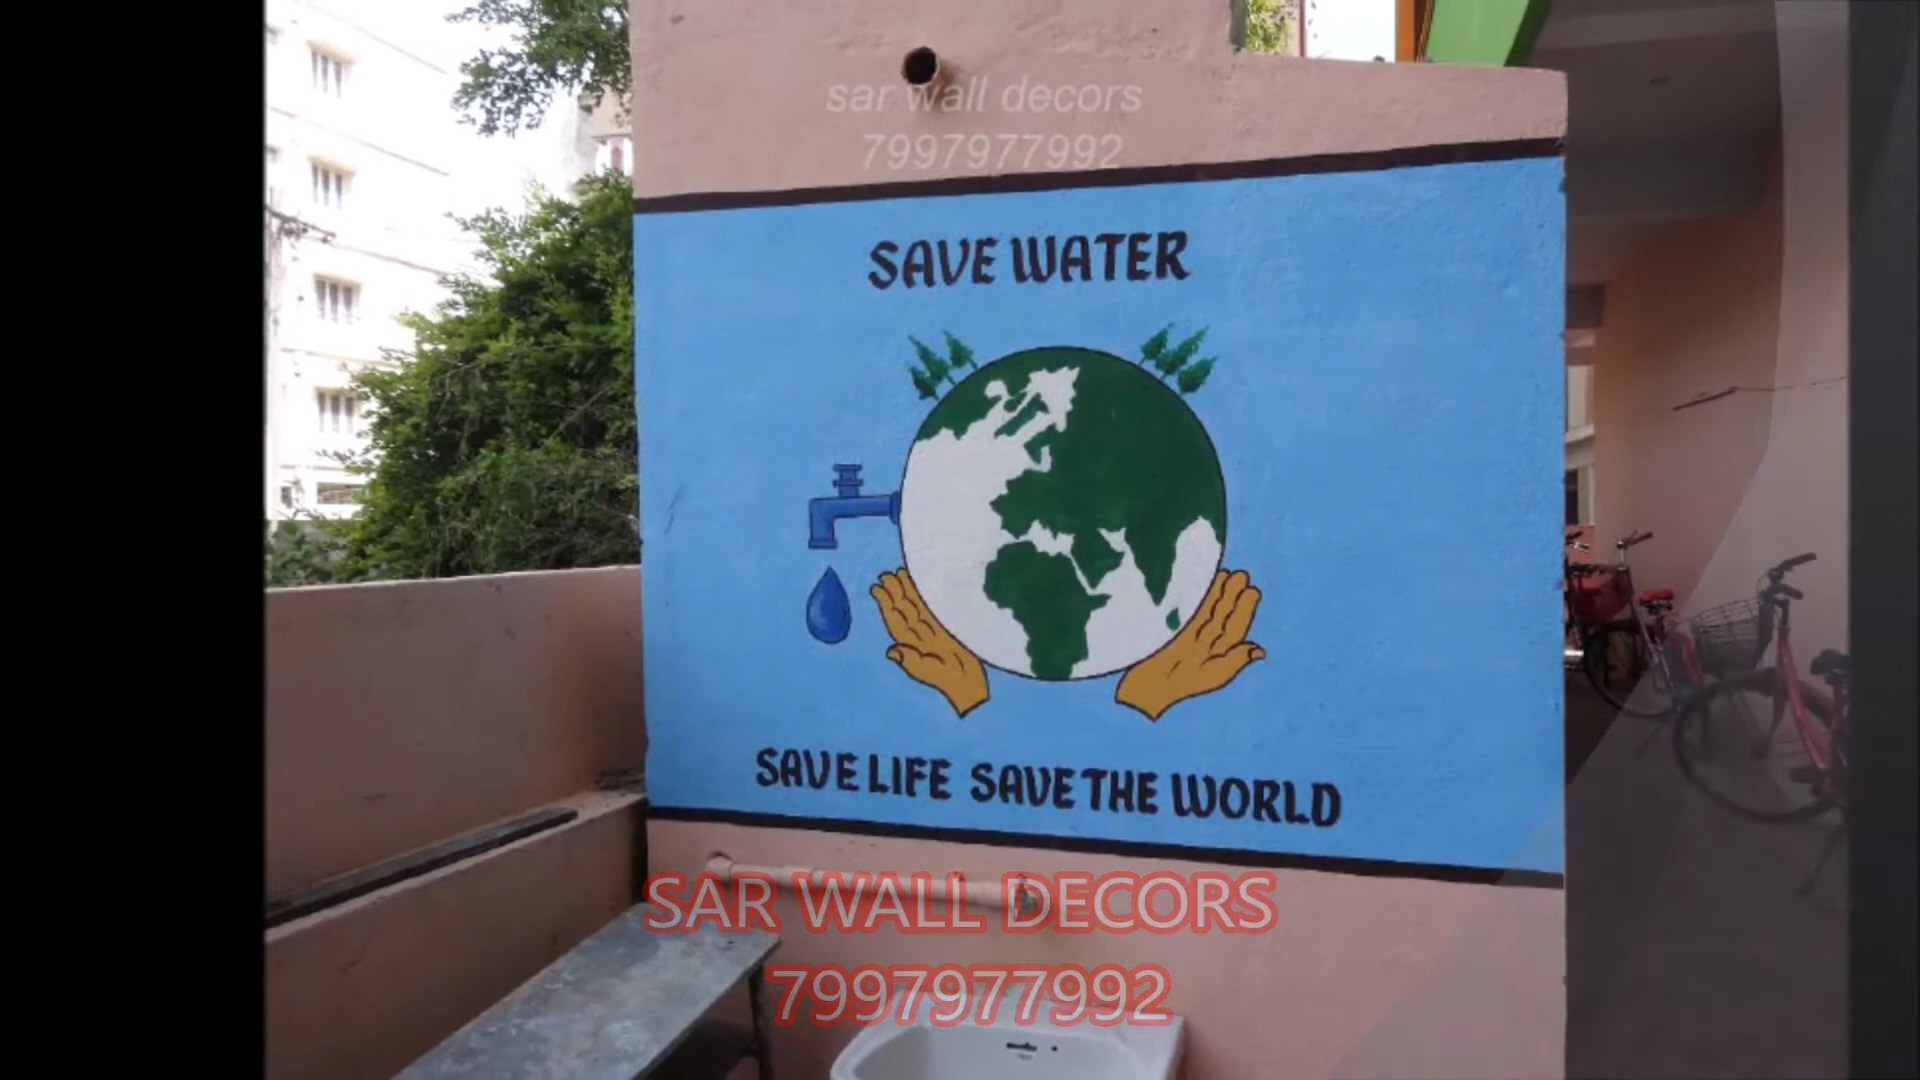 sar wall decors
7997977992
SAVE WATER
SAVE LIFE SAVE THE WORLD
SAR WALL DECORS
7997977992